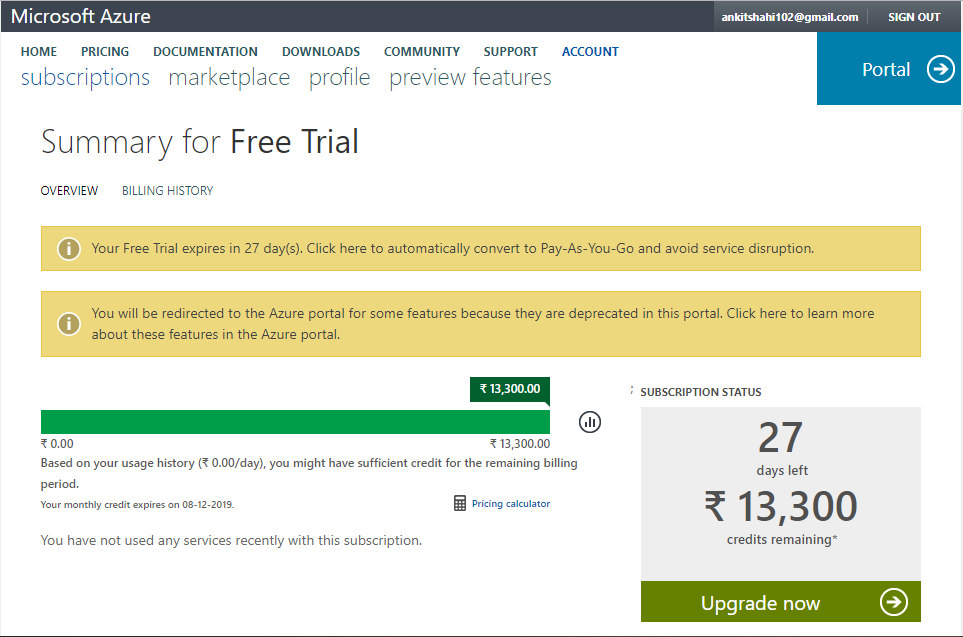 Microsoft Azure
ankitshahi102@gmail.com SIGN OUT
HOME PRICING DOCUMENTATION DOWNLOADS COMMUNITY SUPPORT ACCOUNT
subscriptions marketplace profile preview features
Portal
Summary for Free Trial
OVERVIEW BILLING HISTORY
Your Free Trial expires in 27 day(s). Click here to automatically convert to Pay-As-You-Go and avoid service disruption.
You will be redirected to the Azure portal for some features because they are deprecated in this portal. Click here to learn more
about these features in the Azure portal.
₹ 13,300.00
₹ 0.00 ₹ 13,300.00
Based on your usage history (₹ 0.00/day), you might have sufficient credit for the remaining billing
period.
Your monthly credit expires on 08-12-2019.
Pricing calculator
You have not used any services recently with this subscription.
; SUBSCRIPTION STATUS
27
days left
₹ 13,300
credits remaining*
Upgrade now